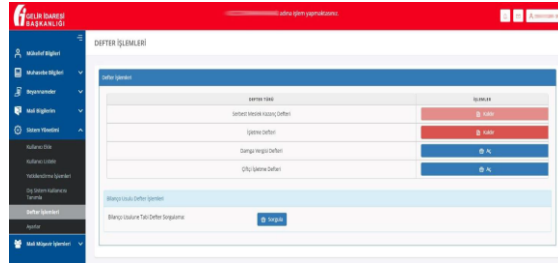 GELİR İDARESİ
BAŞKANLIĞI
adına işlem yapmaktasınız.
DEFTER İŞLEMLERİ
Mükellef Bilgileri
Muhasebe Bilgileri
Beyannameler
Mali Bilgilerim
Sistem Yönetimi
Kullanıcı Ekle
Kullanıcı Listele
Yetkilendirme İşlemleri
Dış Sistem Kullanıcısı
Tanımla
Defter İşlemleri
Ayarlar
Mali Müşavir İşlemleri
Defter İşlemleri
DEFTER TÜRÜ
İŞLEMLER
Serbest Meslek Kazanç Defteri
Kaldır
İşletme Defteri
Kaldır
Damga Vergisi Defteri
Aç
Çiftçi İşletme Defteri
Aç
Bilanço Usulü Defter İşlemleri
Bilanço Usulüne Tabi Defter Sorgulama:
Sorgula